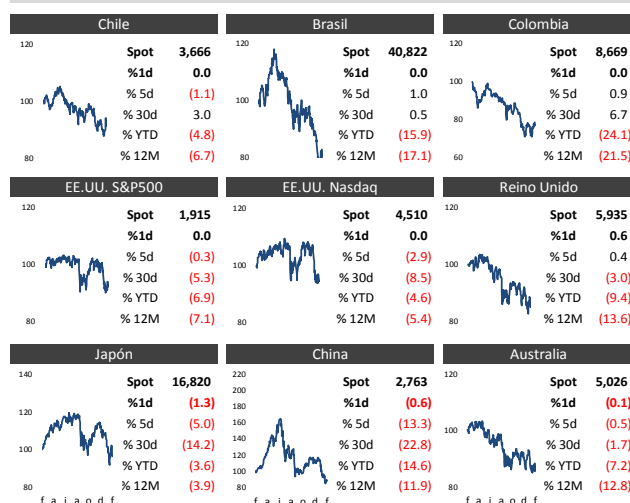 Chile
120
100
80
Spot 3,666
%1d 0.0
% 5d (1.1)
% 30d 3.0
% YTD (4.8)
% 12M (6.7)
Brasil
120
100
80
Spot 40,822
%1d 0.0
% 5d 1.0
% 30d 0.5
% YTD (15.9)
% 12M (17.1)
Colombia
120
100
80
60
Spot 8,669
%1d 0.0
% 5d 0.9
% 30d 6.7
% YTD (24.1)
% 12M (21.5)
EE.UU. S&P500
120
100
80
Spot 1,915
%1d 0.0
% 5d (0.3)
% 30d (5.3)
% YTD (6.9)
% 12M (7.1)
EE.UU. Nasdaq
120
100
80
Spot 4,510
%1d 0.0
% 5d (2.9)
% 30d (8.5)
% YTD (4.6)
% 12M (5.4)
Reino Unido
120
100
80
Spot 5,935
%1d 0.6
% 5d 0.4
% 30d (3.0)
% YTD (9.4)
% 12M (13.6)
Japón
140
120
100
80
Spot 16,820
%1d (1.3)
% 5d (5.0)
% 30d (14.2)
% YTD (3.6)
% 12M (3.9)
f a j a o d f
China
220
200
180
160
140
120
100
80
Spot 2,763
%1d (0.6)
% 5d (13.3)
% 30d (22.8)
% YTD (14.6)
% 12M (11.9)
f a j a o d f
Australia
120
100
80
Spot 5,026
%1d (0.1)
% 5d (0.5)
% 30d (1.7)
% YTD (7.2)
% 12M (12.8)
f a j a o d f